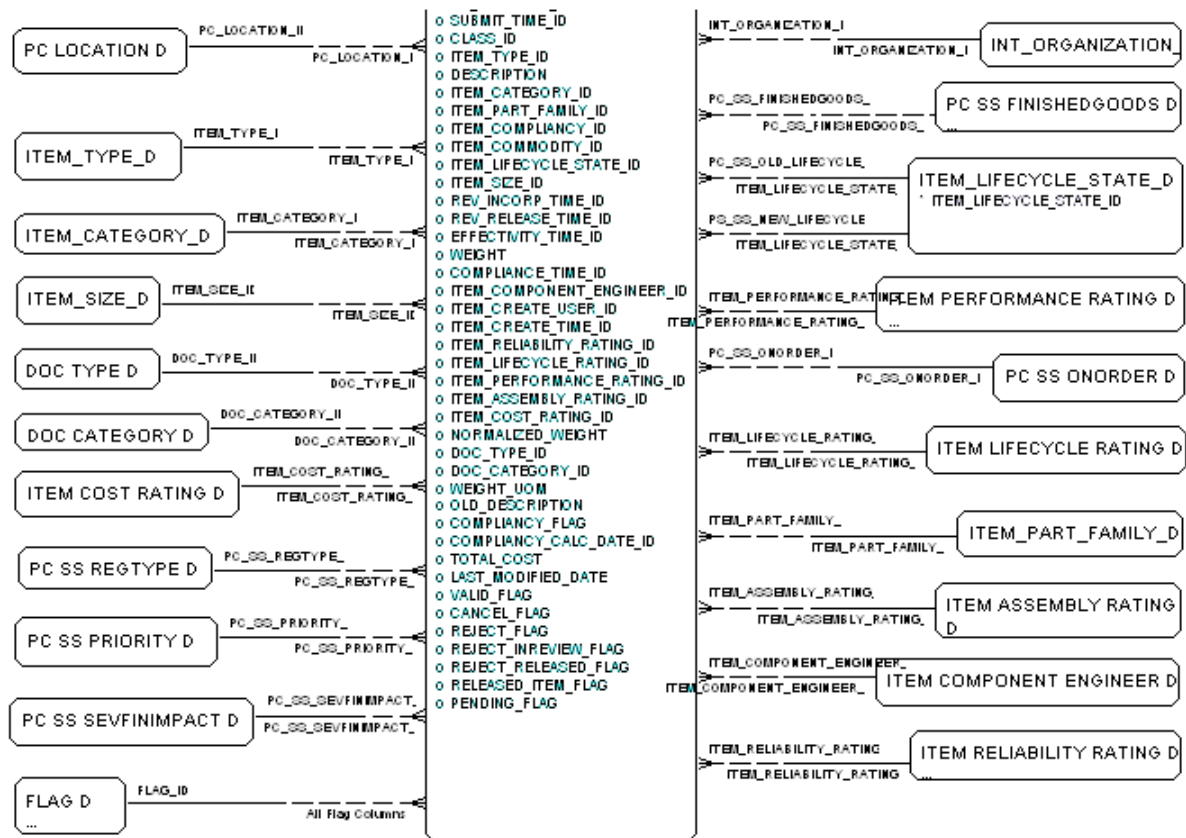 PC LOCATION D
PC_LOCATION_II
PC_LOCATION_I
ITEM_TYPE_D
ITEM_TYPE_I
ITEM_TYPE_I
ITEM_CATEGORY_D
ITEM_CATEGORY_I
ITEM_CATEGORY_I
ITEM_SIZE_D
ITEM_SIZE_ID
ITEM_SIZE_ID
DOC TYPE D
DOC_TYPE_II
DOC_TYPE_II
DOC CATEGORY D
DOC_CATEGORY_II
DOC_CATEGORY_II
ITEM COST RATING D
ITEM_COST_RATING_
ITEM_COST_RATING_
PC SS REGTYPE D
PC_SS_REGTYPE_
PC_SS_REGTYPE_
PC SS PRIORITY D
PC_SS_PRIORITY_
PC_SS_PRIORITY_
PC SS SEVFINIMPACT D
PC_SS_SEVFINIMPACT_
PC_SS_SEVFINIMPACT_
FLAG D
...
FLAG_ID
All Flag Columns
o SUBMIT_TIME_ID
o CLASS_ID
o ITEM_TYPE_ID
o DESCRIPTION
o ITEM_CATEGORY_ID
o ITEM_PART_FAMILY_ID
o ITEM_COMPLIANCY_ID
o ITEM_COMMODITY_ID
o ITEM_LIFECYCLE_STATE_ID
o ITEM_SIZE_ID
o REV_INCORP_TIME_ID
o REV_RELEASE_TIME_ID
o EFFECTIVITY_TIME_ID
o WEIGHT
o COMPLIANCE_TIME_ID
o ITEM_COMPONENT_ENGINEER_ID
o ITEM_CREATE_USER_ID
o ITEM_CREATE_TIME_ID
o ITEM_RELIABILITY_RATING_ID
o ITEM_LIFECYCLE_RATING_ID
o ITEM_PERFORMANCE_RATING_ID
o ITEM_ASSEMBLY_RATING_ID
o ITEM_COST_RATING_ID
o NORMALIZED_WEIGHT
o DOC_TYPE_ID
o DOC_CATEGORY_ID
o WEIGHT_UOM
o OLD_DESCRIPTION
o COMPLIANCY_FLAG
o COMPLIANCY_CALC_DATE_ID
o TOTAL_COST
o LAST_MODIFIED_DATE
o VALID_FLAG
o CANCEL_FLAG
o REJECT_FLAG
o REJECT_INREVIEW_FLAG
o REJECT_RELEASED_FLAG
o RELEASED_ITEM_FLAG
o PENDING_FLAG
INT_ORGANIZATION_I
INT_ORGANIZATION_I
INT_ORGANIZATION_
PC_SS_FINISHEDGOODS_
PC_SS_FINISHEDGOODS_
PC SS FINISHEDGOODS D
...
PC_SS_OLD_LIFECYCLE_
ITEM_LIFECYCLE_STATE_
PS_SS_NEW_LIFECYCLE
ITEM_LIFECYCLE_STATE_
ITEM_LIFECYCLE_STATE_D
* ITEM_LIFECYCLE_STATE_ID
ITEM_PERFORMANCE_RATING_
ITEM_PERFORMANCE_RATING_
ITEM PERFORMANCE RATING D
...
PC_SS_ONORDER_I
PC_SS_ONORDER_I
PC SS ONORDER D
ITEM_LIFECYCLE_RATING_
ITEM_LIFECYCLE_RATING_
ITEM LIFECYCLE RATING D
ITEM_PART_FAMILY_
ITEM_PART_FAMILY_
ITEM_PART_FAMILY_D
ITEM_ASSEMBLY_RATING_
ITEM_ASSEMBLY_RATING_
ITEM ASSEMBLY RATING
D
ITEM_COMPONENT_ENGINEER_
ITEM_COMPONENT_ENGINEER_
ITEM COMPONENT ENGINEER D
ITEM_RELIABILITY_RATING
ITEM_RELIABILITY_RATING
ITEM RELIABILITY RATING D
...